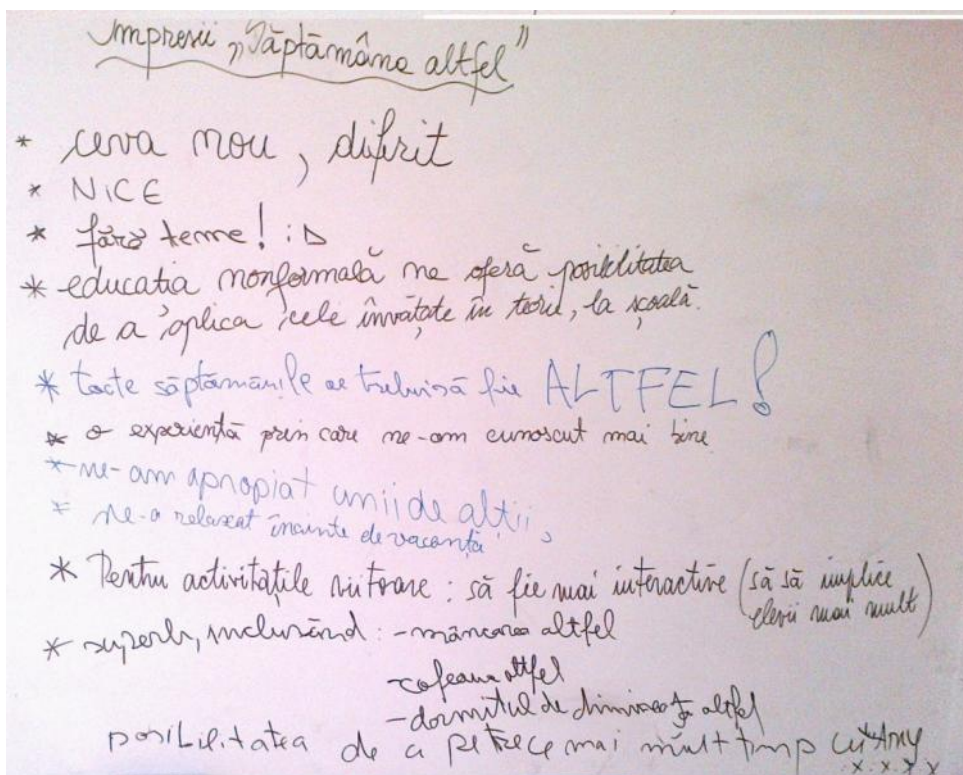 Impresii „Săptămâna altfel"
* ceva nou, diferit
* NICE
* fără teme! :D
* educația nonformală ne oferă posibilitatea
de a aplica cele învățate în teorie, la școală.
* toate săptămânile ar trebui să fie ALTFEL!
* o experiență prin care ne-am cunoscut mai bine
* ne-am apropiat unii de alții,
* ne-a relaxat înainte de vacanță
* Pentru activitățile viitoare: să fie mai interactive (să să implice
elevii mai mult)
* superb, incluzând: - mâncarea altfel
- cafeaua altfel
- dormitul de dimineață altfel
posibilitatea de a petrece mai mult timp cu Amy
x.x.x.x